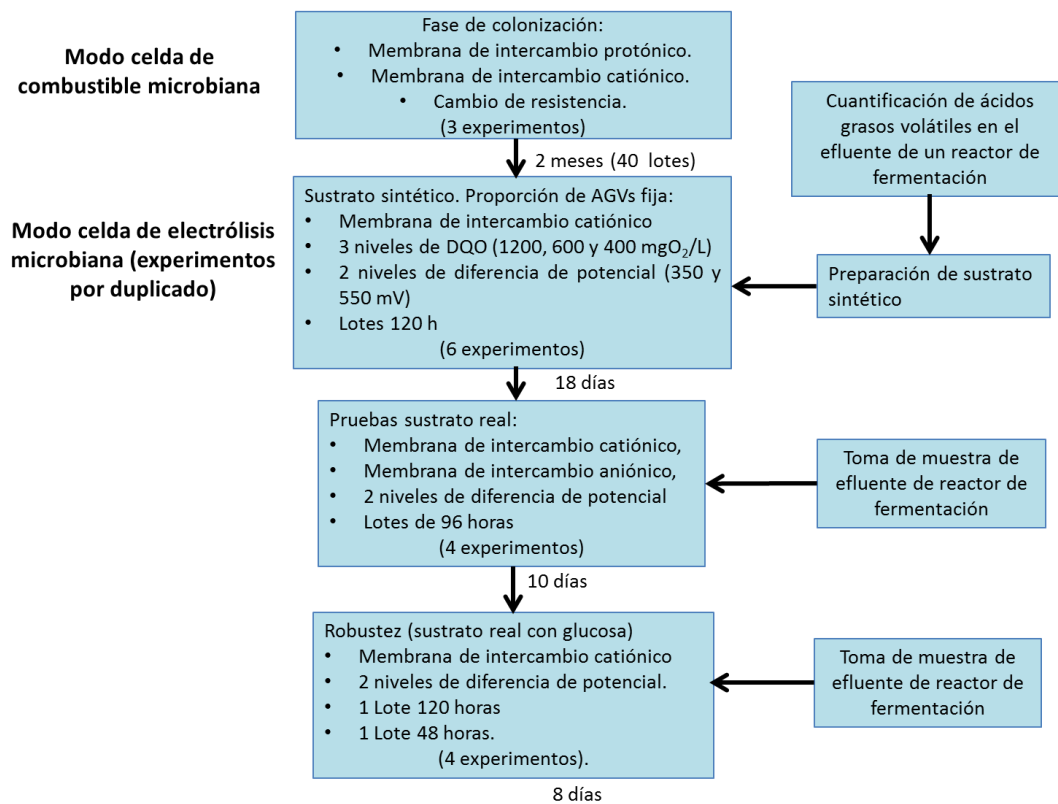 Modo celda de
combustible microbiana
Fase de colonización:
• Membrana de intercambio protónico.
• Membrana de intercambio catiónico.
• Cambio de resistencia.
(3 experimentos)
2 meses (40 lotes)
Cuantificación de ácidos
grasos volátiles en el
efluente de un reactor de
fermentación
Modo celda de electrólisis
microbiana (experimentos
por duplicado)
Sustrato sintético. Proporción de AGVs fija:
• Membrana de intercambio catiónico
• 3 niveles de DQO (1200, 600 y 400 mgO₂/L)
• 2 niveles de diferencia de potencial (350 y
550 mV)
• Lotes 120 h
(6 experimentos)
Preparación de sustrato
sintético
18 días
Pruebas sustrato real:
• Membrana de intercambio catiónico,
• Membrana de intercambio aniónico,
• 2 niveles de diferencia de potencial
• Lotes de 96 horas
(4 experimentos)
Toma de muestra de
efluente de reactor de
fermentación
10 días
Robustez (sustrato real con glucosa)
• Membrana de intercambio catiónico
• 2 niveles de diferencia de potencial.
• 1 Lote 120 horas
• 1 Lote 48 horas.
(4 experimentos).
Toma de muestra de
efluente de reactor de
fermentación
8 días